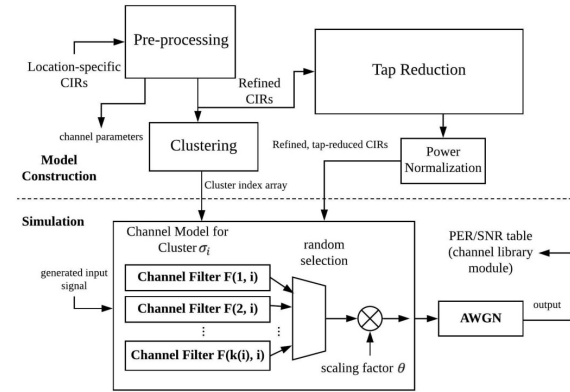 Pre-processing
Location-specific
CIRs
Refined
CIRs
Tap Reduction
channel parameters
Model
Construction
Clustering
Refined, tap-reduced CIRs
Power
Normalization
Cluster index array
Simulation
Channel Model for
Cluster σi
random
selection
PER/SNR table
(channel library
module)
generated input
signal
Channel Filter F(1, i)
Channel Filter F(2, i)
⋮
⋮
Channel Filter F(k(i), i)
scaling factor θ
AWGN
output